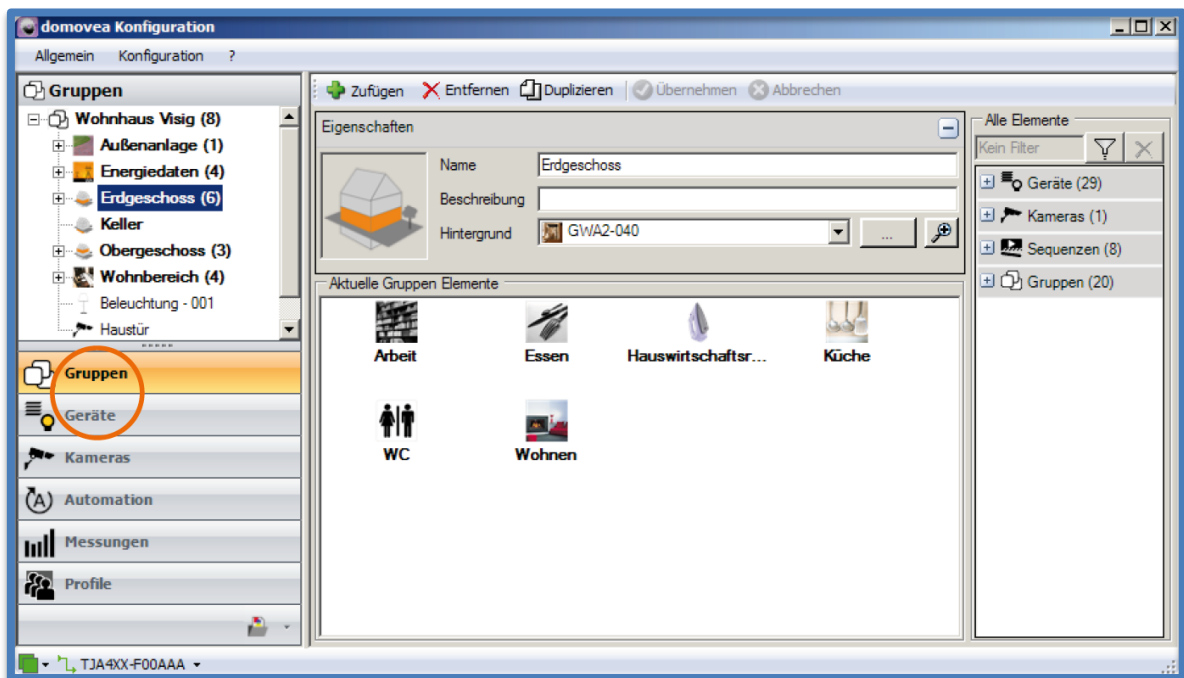 domovea Konfiguration
Allgemein Konfiguration ?
Gruppen
Wohnhaus Visig (8)
Außenanlage (1)
Energiedaten (4)
Erdgeschoss (6)
Keller
Obergeschoss (3)
Wohnbereich (4)
Beleuchtung - 001
Haustür
Gruppen
Geräte
Kameras
(A) Automation
Messungen
Profile
Zufügen Entfernen Duplizieren Übernehmen Abbrechen
Eigenschaften
Name Erdgeschoss
Beschreibung
Hintergrund GWA2-040 ...
Aktuelle Gruppen Elemente
Arbeit Essen Hauswirtschaftsr... Küche
WC Wohnen
Alle Elemente
Kein Filter
Geräte (29)
Kameras (1)
Sequenzen (8)
Gruppen (20)
TJA4XX-F00AAA